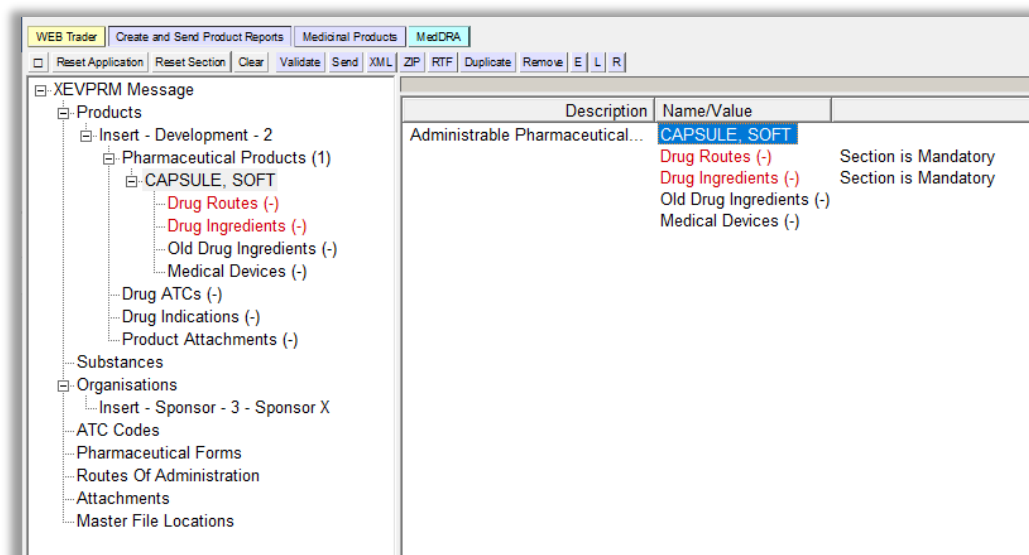 WEB Trader Create and Send Product Reports Medicinal Products MedDRA
Reset Application Reset Section Clear Validate Send XML ZIP RTF Duplicate Remove E L R
XEVPRM Message
Products
Insert - Development - 2
Pharmaceutical Products (1)
CAPSULE, SOFT
Drug Routes (-)
Drug Ingredients (-)
Old Drug Ingredients (-)
Medical Devices (-)
Drug ATCs (-)
Drug Indications (-)
Product Attachments (-)
Substances
Organisations
Insert - Sponsor - 3 - Sponsor X
ATC Codes
Pharmaceutical Forms
Routes Of Administration
Attachments
Master File Locations
Description Name/Value
Administrable Pharmaceutical... CAPSULE, SOFT
Drug Routes (-) Section is Mandatory
Drug Ingredients (-) Section is Mandatory
Old Drug Ingredients (-)
Medical Devices (-)